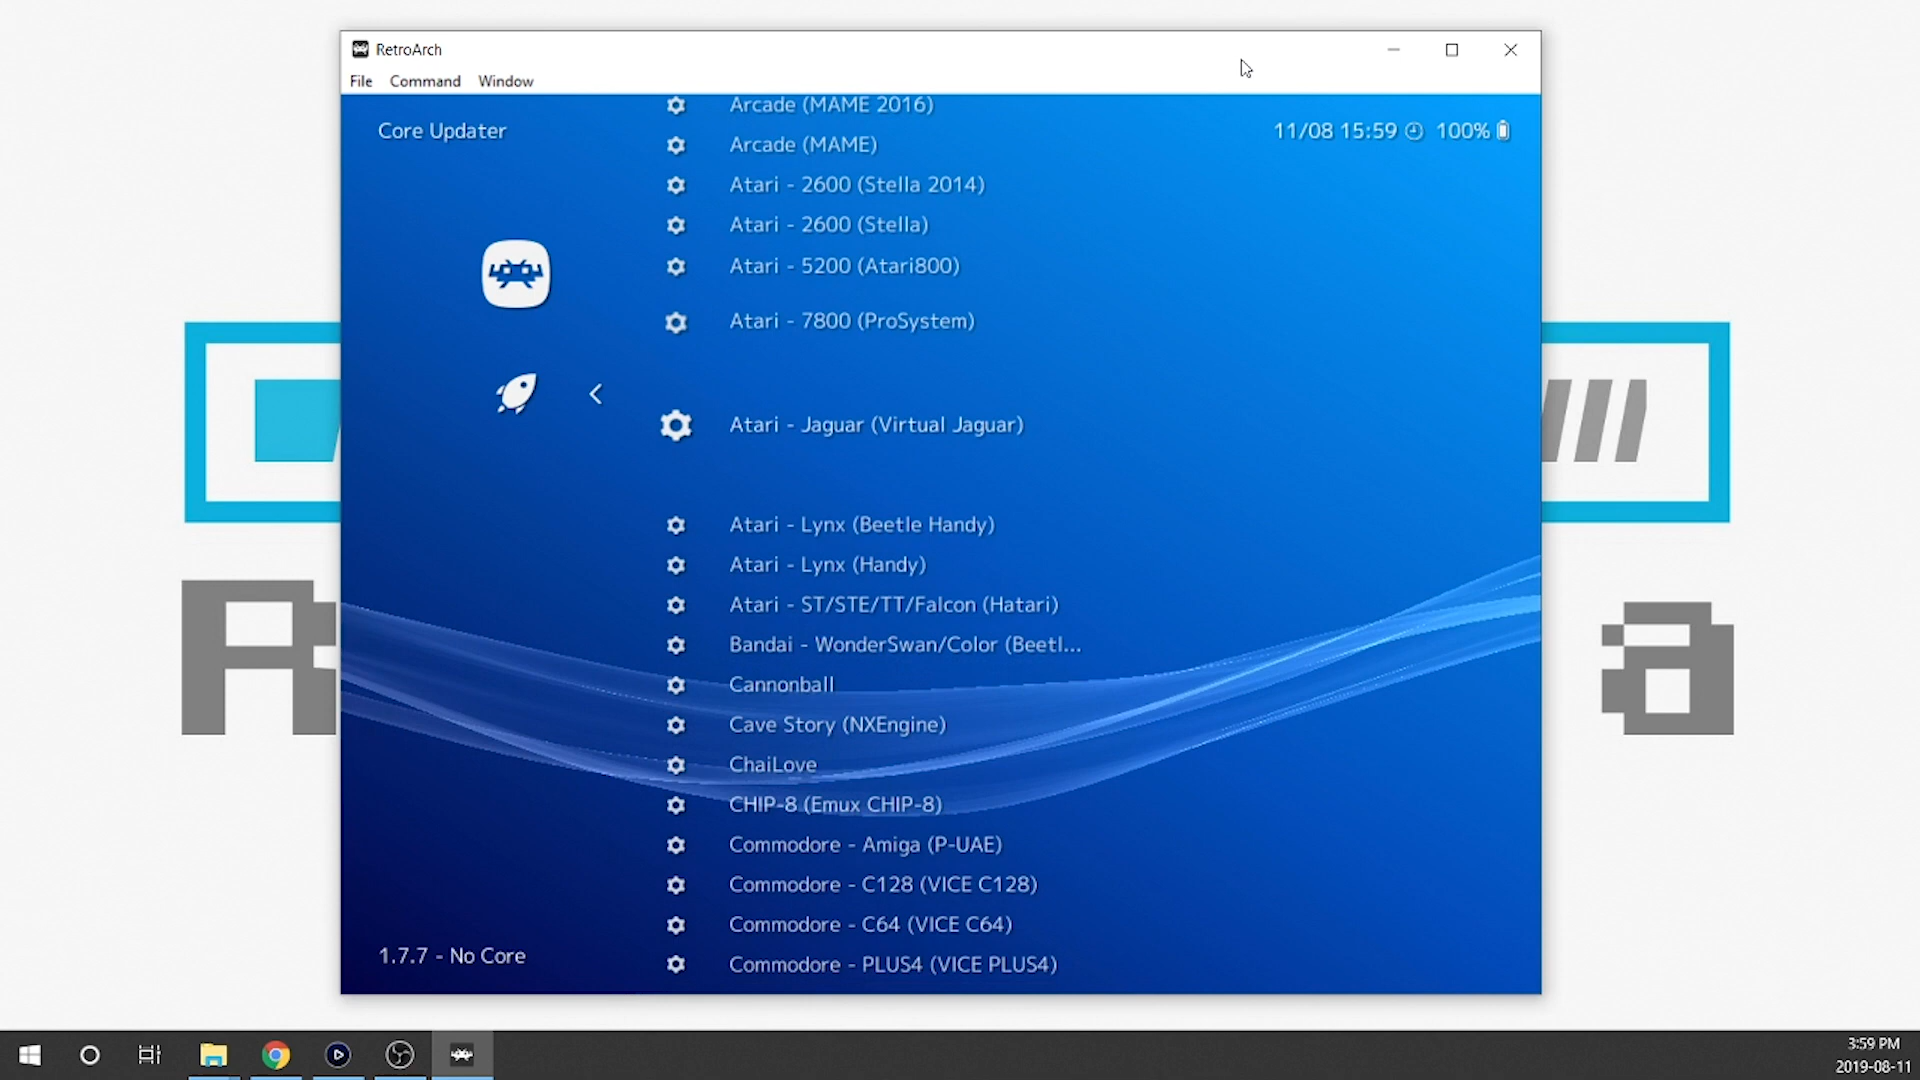 RetroArch
File Command Window
Core Updater
11/08 15:59 100%
Arcade (MAME 2016)
Arcade (MAME)
Atari - 2600 (Stella 2014)
Atari - 2600 (Stella)
Atari - 5200 (Atari800)
Atari - 7800 (ProSystem)
Atari - Jaguar (Virtual Jaguar)
Atari - Lynx (Beetle Handy)
Atari - Lynx (Handy)
Atari - ST/STE/TT/Falcon (Hatari)
Bandai - WonderSwan/Color (Beetl...
Cannonball
Cave Story (NXEngine)
ChaiLove
CHIP-8 (Emux CHIP-8)
Commodore - Amiga (P-UAE)
Commodore - C128 (VICE C128)
Commodore - C64 (VICE C64)
Commodore - PLUS4 (VICE PLUS4)
1.7.7 - No Core
R a
3:59 PM
2019-08-11